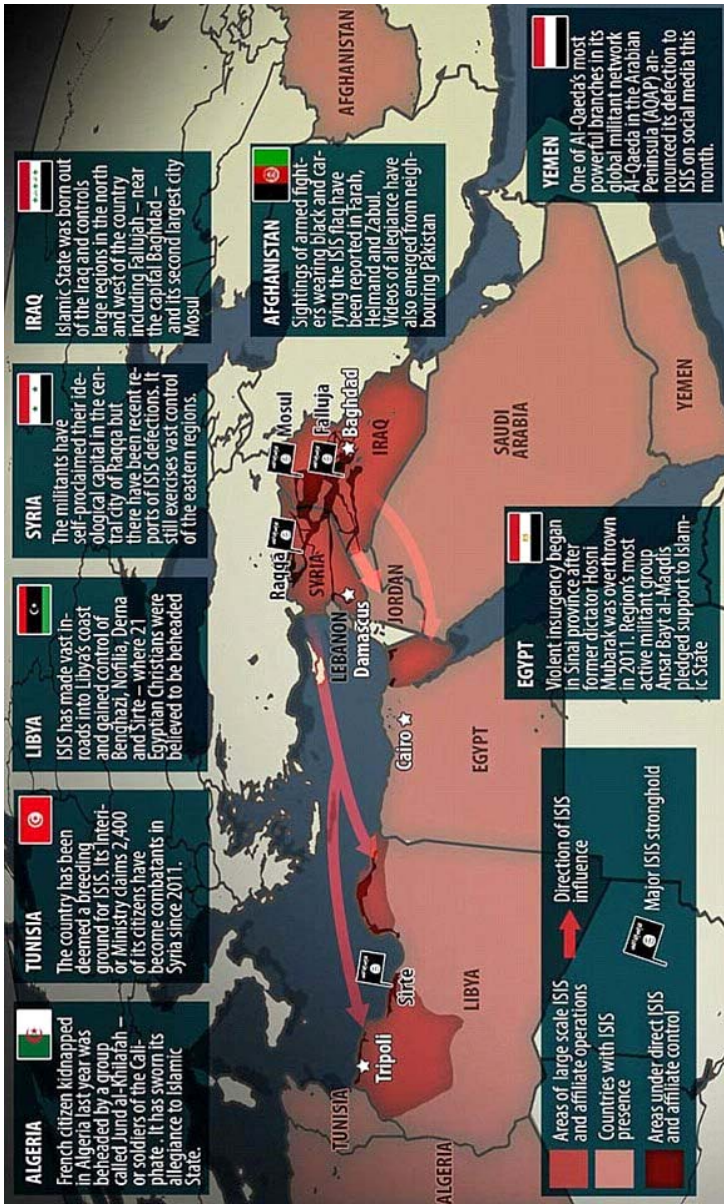 ALGERIA
French citizen kidnapped
in Algeria last year was
beheaded by a group
called Jund al-Khilafah –
or soldiers of the Cali-
phate . It has sworn its
allegiance to Islamic
State.
TUNISIA
The country has been
deemed a breeding
ground for ISIS. Its Interi-
or Ministry claims 2,400
of its citizens have
become combatants in
Syria since 2011.
LIBYA
ISIS has made vast in-
roads into Libya's coast
and gained control of
Benghazi, Nofilia, Derna
and Sirte – where 21
Egyptian Christians were
believed to be beheaded
SYRIA
The militants have
self-proclaimed their ide-
ological capital in the cen-
tral city of Raqqa but
there have been recent re-
ports of ISIS defections. It
still exercises vast control
of the eastern regions.
IRAQ
Islamic State was born out
of the Iraq and controls
large regions in the north
and west of the country
including Fallujah – near
the capital Baghdad –
and its second largest city
Mosul
AFGHANISTAN
Sightings of armed fight-
ers wearing black and car-
rying the ISIS flag have
been reported in Farah,
Helmand and Zabul.
Videos of allegiance have
also emerged from neigh-
bouring Pakistan
YEMEN
One of Al-Qaeda's most
powerful branches in its
global militant network
Al-Qaeda in the Arabian
Peninsula (AQAP) an-
nounced its defection to
ISIS on social media this
month.
EGYPT
Violent insurgency began
in Sinai province after
former dictator Hosni
Mubarak was overthrown
in 2011. Region's most
active militant group
Ansar Bayt al-Maqdis
pledged support to Islam-
ic State
AFGHANISTAN
Raqqa
Mosul
Falluja
Baghdad
SYRIA
IRAQ
LEBANON
Damascus
JORDAN
SAUDI
ARABIA
YEMEN
Cairo
EGYPT
Sirte
Tripoli
LIBYA
TUNISIA
ALGERIA
Areas of large scale ISIS
and affiliate operations
Countries with ISIS
presence
Areas under direct ISIS
and affiliate control
Direction of ISIS
influence
Major ISIS stronghold